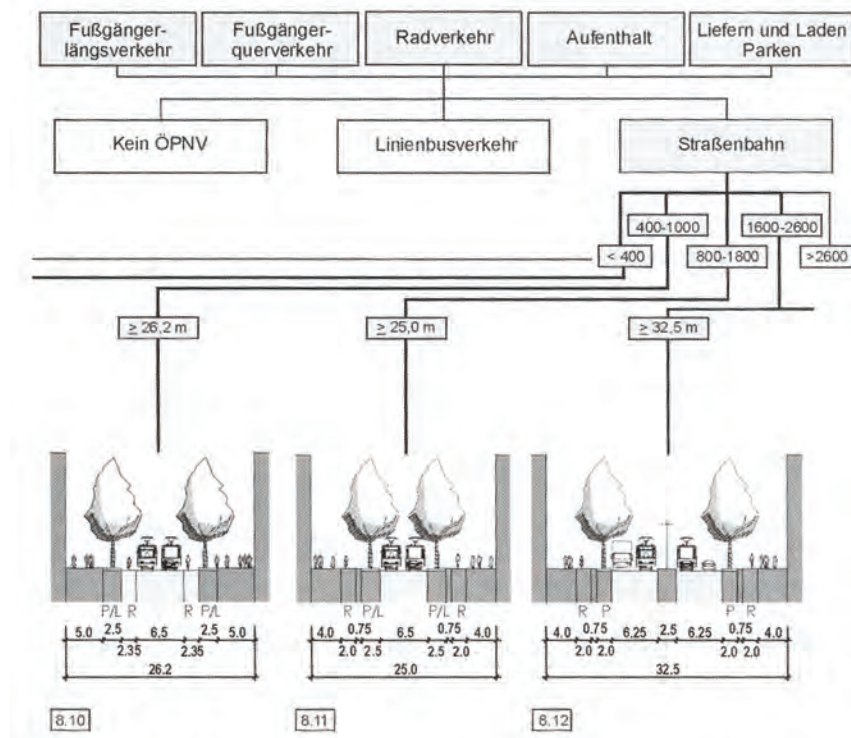 Fußgänger-
längsverkehr
Fußgänger-
querverkehr
Radverkehr
Aufenthalt
Liefern und Laden
Parken
Kein ÖPNV
Linienbusverkehr
Straßenbahn
400-1000
1600-2600
< 400
800-1800
>2600
≥ 26,2 m
≥ 25,0 m
≥ 32,5 m
P/L R R P/L
2.5 2.5
5.0 6.5 5.0
2.35 2.35
26.2
8.10
R P/L P/L R
4.0 0.75 6.5 0.75 4.0
2.0 2.5 2.5 2.0
25.0
8.11
R P P R
4.0 0.75 6.25 2.5 6.25 0.75 4.0
2.0 2.0 2.0 2.0
32.5
8.12